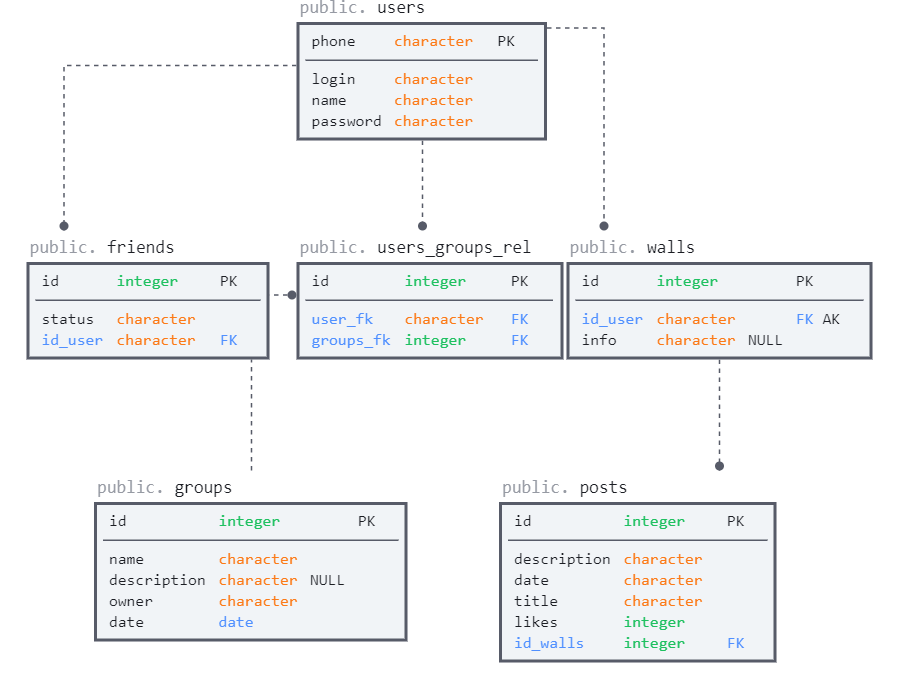 public. users
phone character PK
login character
name character
password character
public. friends
id integer PK
status character
id_user character FK
public. users_groups_rel
id integer PK
user_fk character FK
groups_fk integer FK
public. walls
id integer PK
id_user character FK AK
info character NULL
public. groups
id integer PK
name character
description character NULL
owner character
date date
public. posts
id integer PK
description character
date character
title character
likes integer
id_walls integer FK